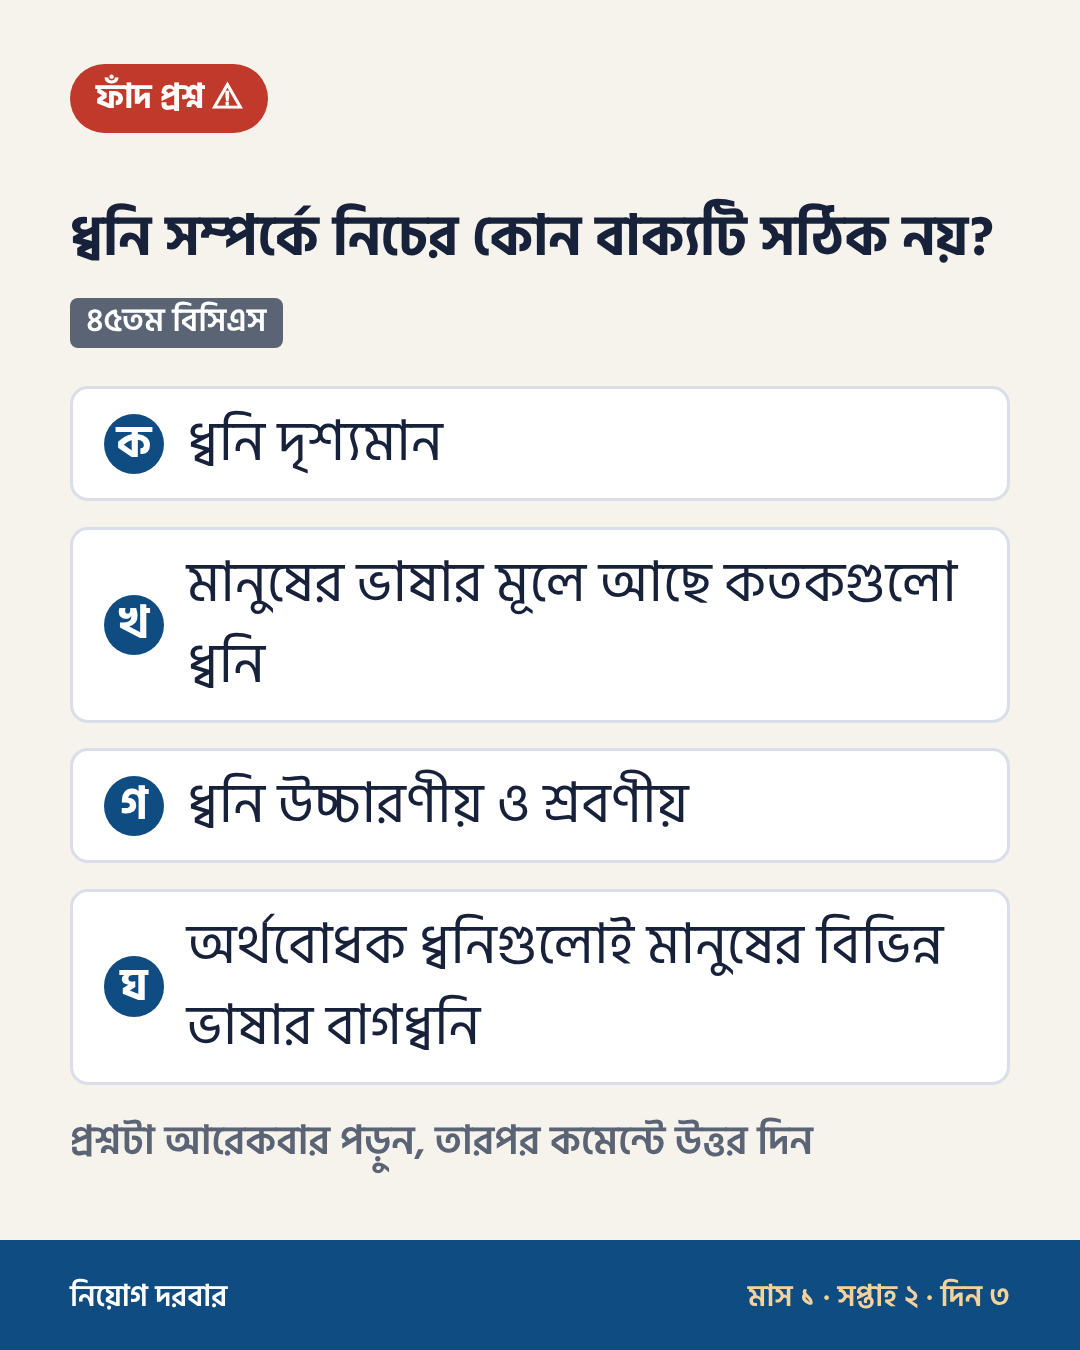 ফাঁদ প্রশ্ন ⚠
ধ্বনি সম্পর্কে নিচের কোন বাক্যটি সঠিক নয়?
৪৫তম বিসিএস
ক ধ্বনি দৃশ্যমান
খ মানুষের ভাষার মূলে আছে কতকগুলো
ধ্বনি
গ ধ্বনি উচ্চারণীয় ও শ্রবণীয়
ঘ অর্থবোধক ধ্বনিগুলোই মানুষের বিভিন্ন
ভাষার বাগধ্বনি
প্রশ্নটা আরেকবার পড়ুন, তারপর কমেন্টে উত্তর দিন
নিয়োগ দরবার
মাস ১ · সপ্তাহ ২ · দিন ৩